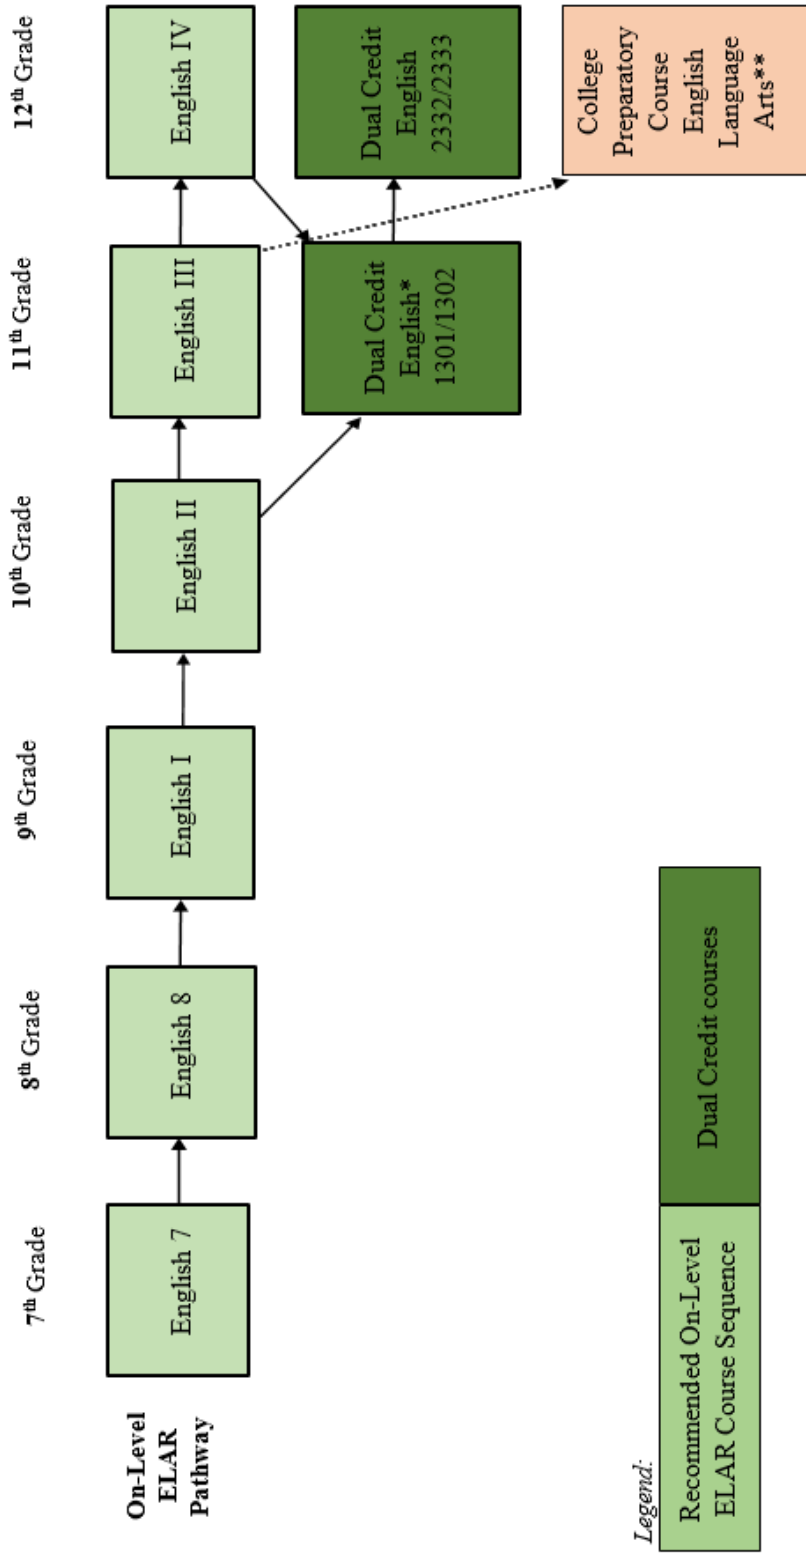 7th Grade
8th Grade
9th Grade
10th Grade
11th Grade
12th Grade
On-Level
ELAR
Pathway
English 7
English 8
English I
English II
English III
English IV
Dual Credit
English*
1301/1302
Dual Credit
English
2332/2333
College
Preparatory
Course
English
Language
Arts**
Legend:
Recommended On-Level
ELAR Course Sequence
Dual Credit courses